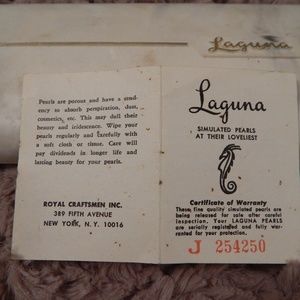 Laguna
Pearls are porous and have a tend-
ency to absorb perspiration, dust,
cosmetics, etc. This may dull their
beauty and iridescence. Wipe your
pearls regularly and carefully with
a soft cloth or tissue. Care will
pay dividends in longer life and
lasting beauty for your pearls.
ROYAL CRAFTSMEN INC.
389 FIFTH AVENUE
NEW YORK, N. Y. 10016
Laguna
SIMULATED PEARLS
AT THEIR LOVELIEST
Certificate of Warranty
These fine quality simulated pearls are
being released for sale after careful
inspection. Your LAGUNA PEARLS
are serially registered and fully war-
ranted for your protection.
J 254250